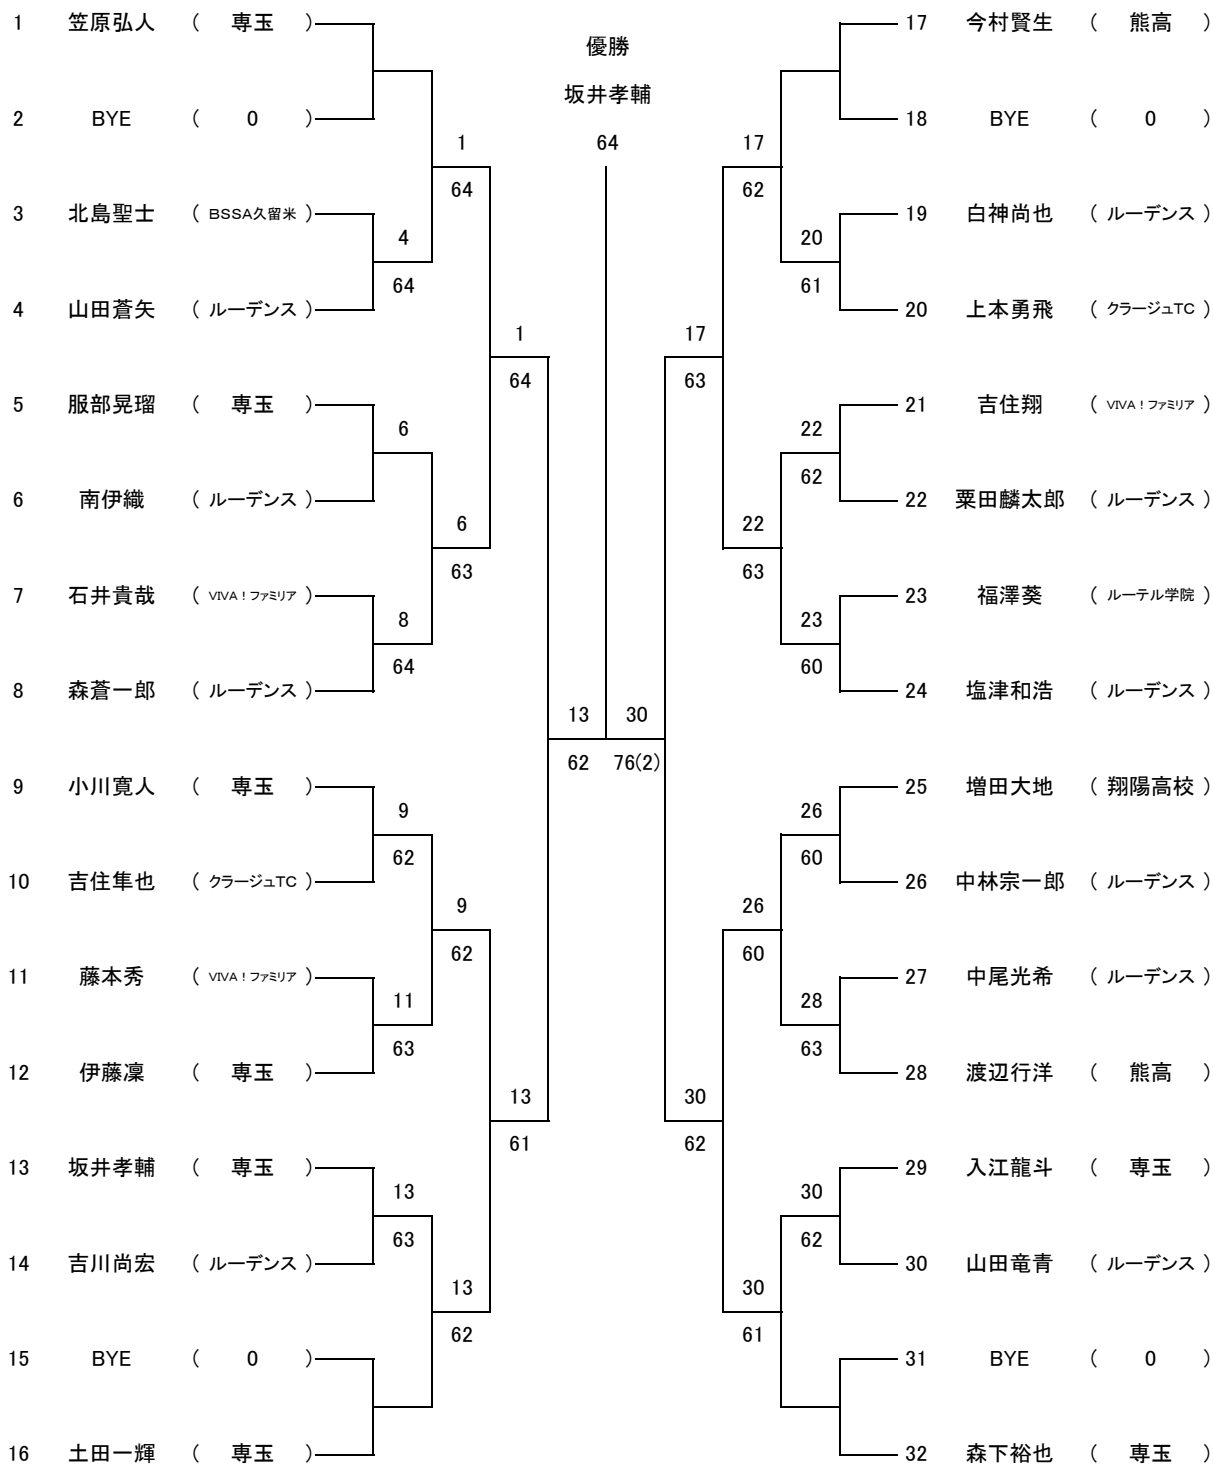 1 笠原弘人 ( 専玉 )
17 今村賢生 ( 熊高 )
優勝
坂井孝輔
2 BYE ( 0 )
18 BYE ( 0 )
1 64 17
64 62
3 北島聖士 ( BSSA久留米 )
19 白神尚也 ( ルーデンス )
4 20
64 61
4 山田蒼矢 ( ルーデンス )
20 上本勇飛 ( クラージュTC )
1 17
64 63
5 服部晃瑠 ( 専玉 )
21 吉住翔 ( VIVA!ファミリア )
6 22
62
6 南伊織 ( ルーデンス )
22 粟田麟太郎 ( ルーデンス )
6 22
63 63
7 石井貴哉 ( VIVA!ファミリア )
23 福澤葵 ( ルーテル学院 )
8 23
64 60
8 森蒼一郎 ( ルーデンス )
24 塩津和浩 ( ルーデンス )
13 30
62 76(2)
9 小川寛人 ( 専玉 )
25 増田大地 ( 翔陽高校 )
9 26
62 60
10 吉住隼也 ( クラージュTC )
26 中林宗一郎 ( ルーデンス )
9 26
62 60
11 藤本秀 ( VIVA!ファミリア )
27 中尾光希 ( ルーデンス )
11 28
63 63
12 伊藤凜 ( 専玉 )
28 渡辺行洋 ( 熊高 )
13 30
61 62
13 坂井孝輔 ( 専玉 )
29 入江龍斗 ( 専玉 )
13 30
63 62
14 吉川尚宏 ( ルーデンス )
30 山田竜青 ( ルーデンス )
13 30
62 61
15 BYE ( 0 )
31 BYE ( 0 )
16 土田一輝 ( 専玉 )
32 森下裕也 ( 専玉 )